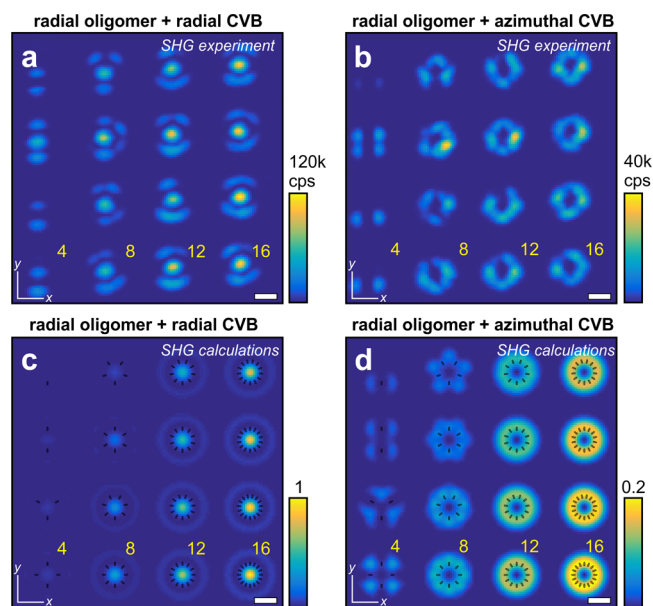 radial oligomer + radial CVB
a
SHG experiment
120k
cps
4
8
12
16
y
x
radial oligomer + azimuthal CVB
b
SHG experiment
40k
cps
4
8
12
16
y
x
radial oligomer + radial CVB
c
SHG calculations
1
4
8
12
16
y
x
radial oligomer + azimuthal CVB
d
SHG calculations
0.2
4
8
12
16
y
x